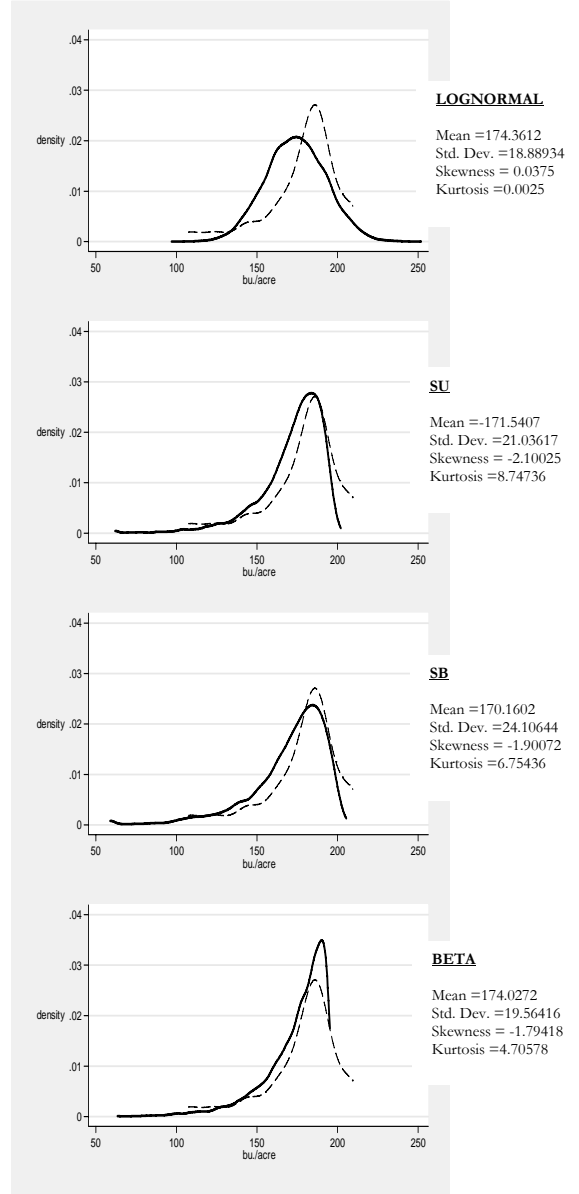 .04
.03
density .02
.01
0
50 100 150 200 250
bu./acre
LOGNORMAL
Mean =174.3612
Std. Dev. =18.88934
Skewness = 0.0375
Kurtosis =0.0025
.04
.03
density .02
.01
0
50 100 150 200 250
bu./acre
SU
Mean =-171.5407
Std. Dev. =21.03617
Skewness = -2.10025
Kurtosis =8.74736
.04
.03
density .02
.01
0
50 100 150 200 250
bu./acre
SB
Mean =170.1602
Std. Dev. =24.10644
Skewness = -1.90072
Kurtosis =6.75436
.04
.03
density .02
.01
0
50 100 150 200 250
bu./acre
BETA
Mean =174.0272
Std. Dev. =19.56416
Skewness = -1.79418
Kurtosis =4.70578